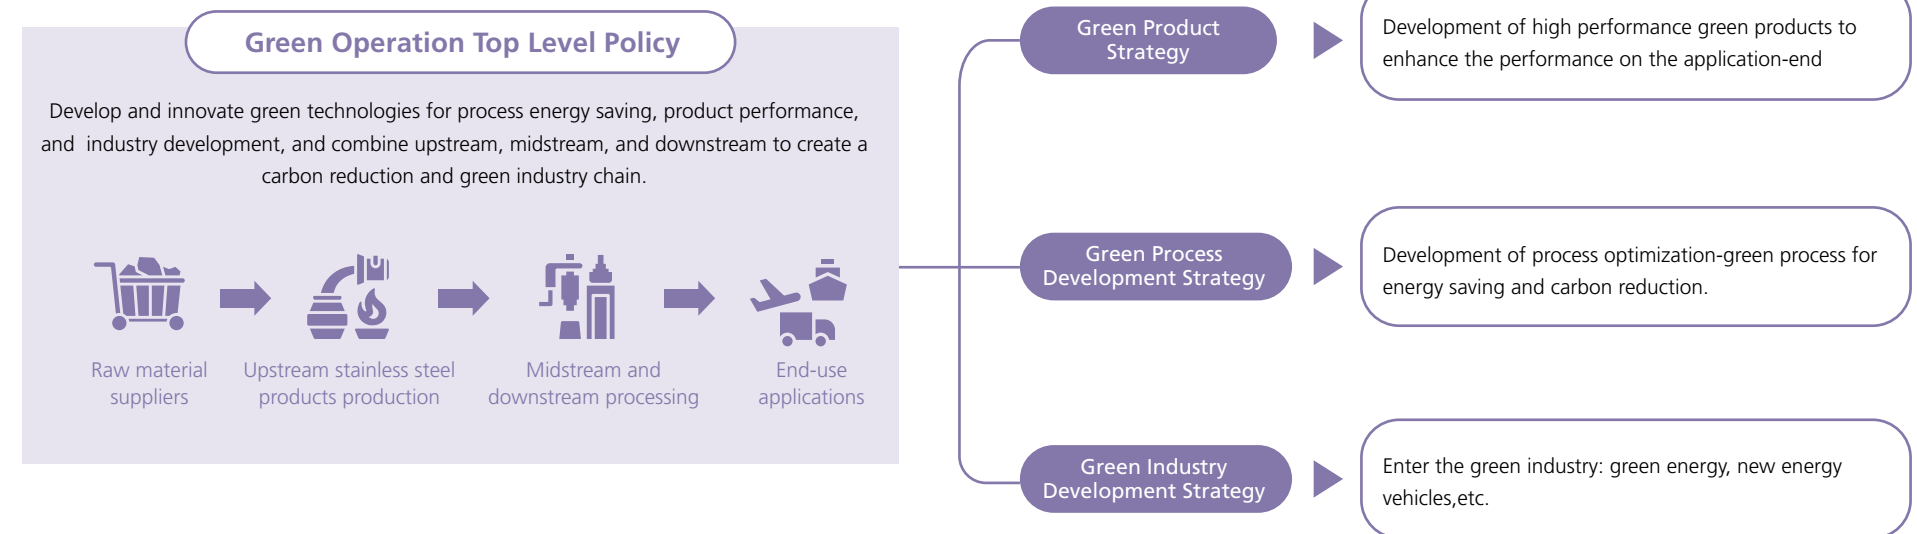 Green Operation Top Level Policy
Develop and innovate green technologies for process energy saving, product performance,
and industry development, and combine upstream, midstream, and downstream to create a
carbon reduction and green industry chain.
Raw material
suppliers
Upstream stainless steel
products production
Midstream and
downstream processing
End-use
applications
Green Product
Strategy
Development of high performance green products to
enhance the performance on the application-end
Green Process
Development Strategy
Development of process optimization-green process for
energy saving and carbon reduction.
Green Industry
Development Strategy
Enter the green industry: green energy, new energy
vehicles,etc.